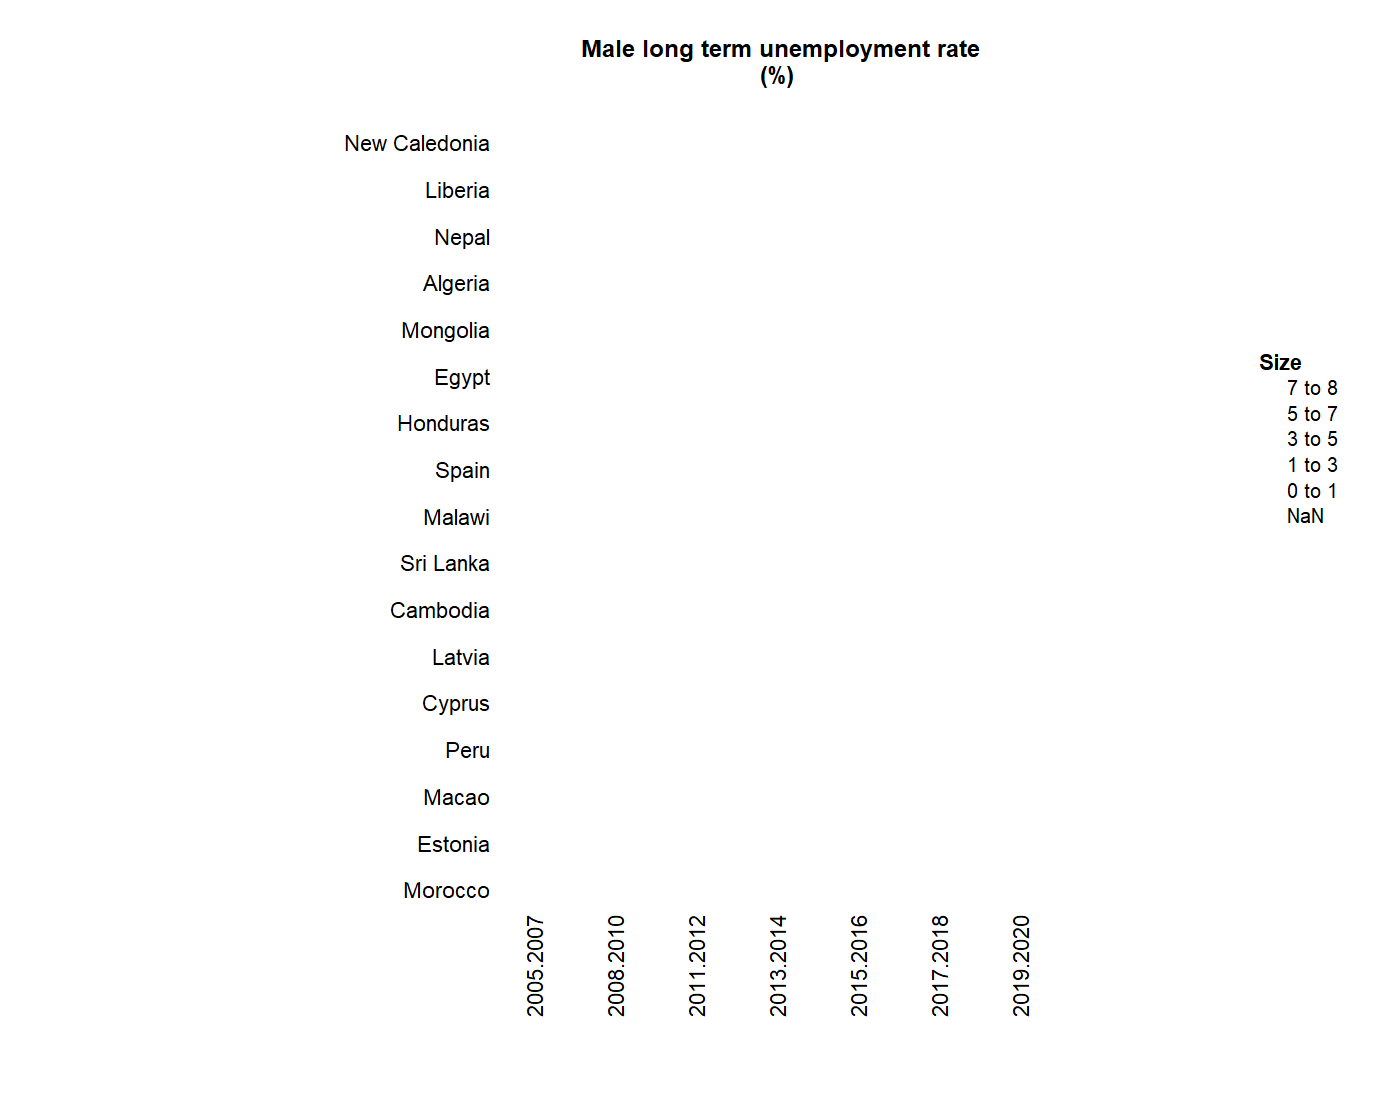 Male long term unemployment rate
(%)
New Caledonia
Liberia
Nepal
Algeria
Mongolia
Egypt
Honduras
Spain
Malawi
Sri Lanka
Cambodia
Latvia
Cyprus
Peru
Macao
Estonia
Morocco
2005.2007
2008.2010
2011.2012
2013.2014
2015.2016
2017.2018
2019.2020
Size
7 to 8
5 to 7
3 to 5
1 to 3
0 to 1
NaN